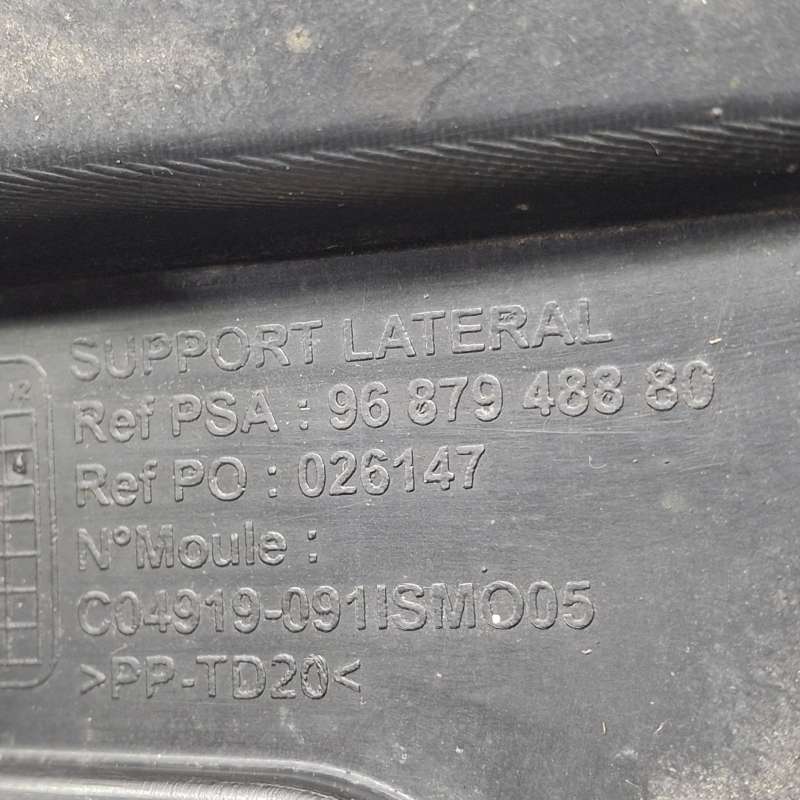 SUPPORT LATERAL
Ref PSA : 96 879 488 80
Ref PO : 026147
N°Moule :
C04919-091ISMO05
>PP-TD20<